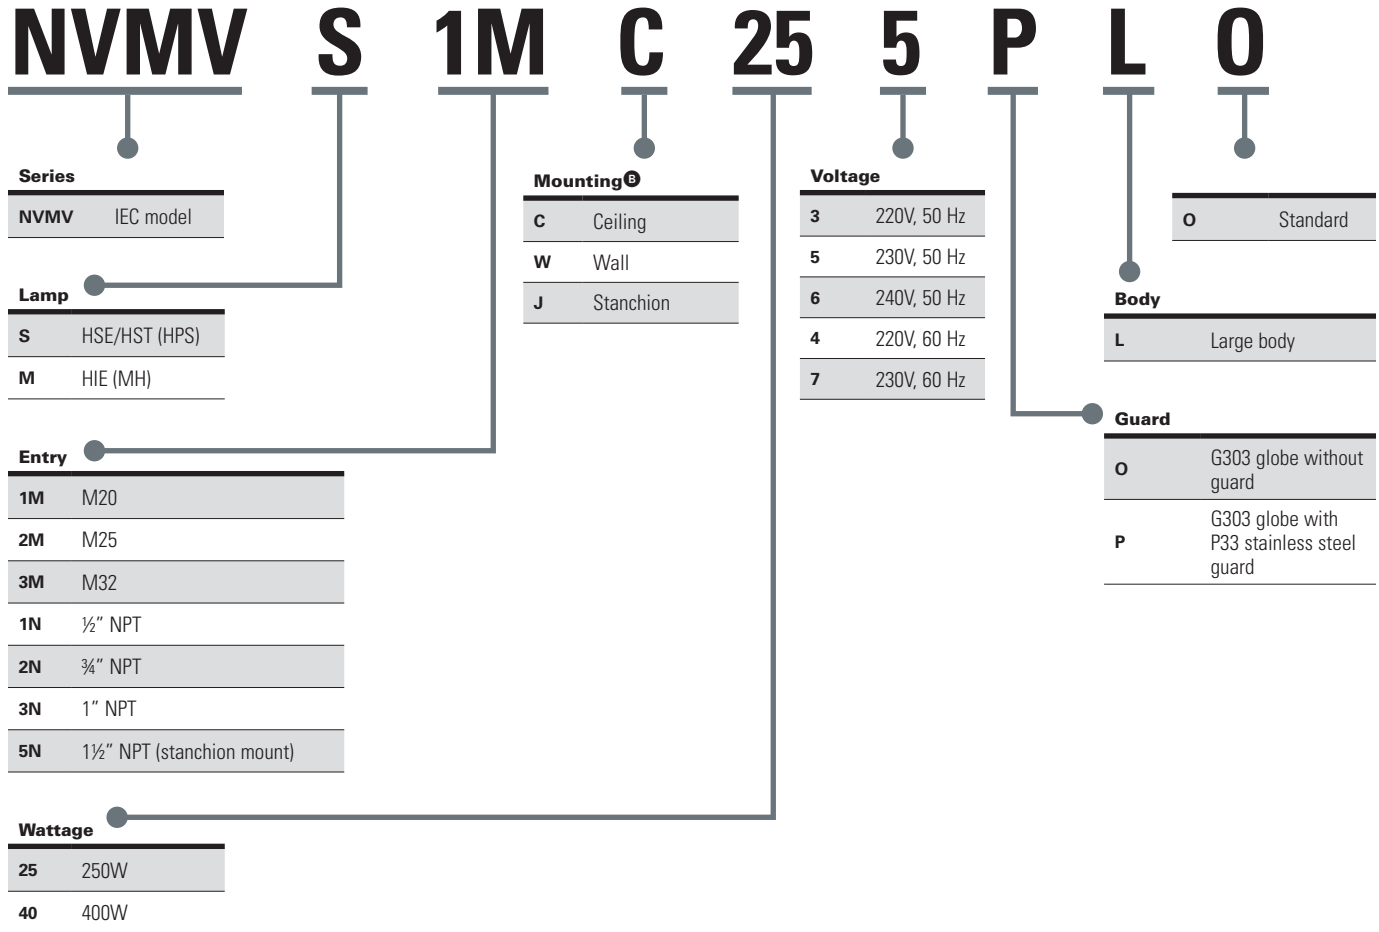 NVMV S 1M C 25 5 P L O
Series
NVMV IEC model
Lamp
S HSE/HST (HPS)
M HIE (MH)
Entry
1M M20
2M M25
3M M32
1N ½” NPT
2N ¾” NPT
3N 1” NPT
5N 1½” NPT (stanchion mount)
Wattage
25 250W
40 400W
Mounting B
C Ceiling
W Wall
J Stanchion
Voltage
3 220V, 50 Hz
5 230V, 50 Hz
6 240V, 50 Hz
4 220V, 60 Hz
7 230V, 60 Hz
O Standard
Body
L Large body
Guard
O G303 globe without
guard
P G303 globe with
P33 stainless steel
guard